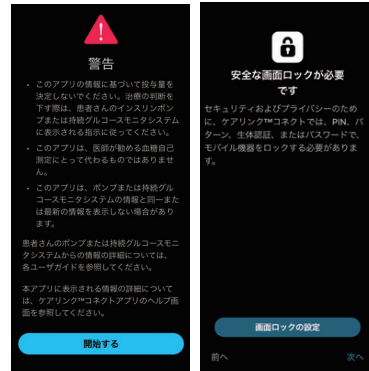 警告
・ このアプリの情報に基づいて投与量を
決定しないでください。治療の判断を
下す際は、患者さんのインスリンポン
プまたは持続グルコースモニタシステム
に表示される指示に従ってください。
・ このアプリは、医師が勧める血糖自己
測定にとって代わるものではありませ
ん。
・ このアプリは、ポンプまたは持続グル
コースモニタシステムの情報と同一また
は最新の情報を表示しない場合があり
ます。
患者さんのポンプまたは持続グルコースモニ
タシステムからの情報の詳細については、
各ユーザガイドを参照してください。
本アプリに表示される情報の詳細について
は、ケアリンク™コネクトアプリのヘルプ画
面を参照してください。
開始する
安全な画面ロックが必要
です
セキュリティおよびプライバシーのため
に、ケアリンク™コネクトでは、PIN、パ
ターン、生体認証、またはパスワードで、
モバイル機器をロックする必要がありま
す。
画面ロックの設定
前へ
次へ